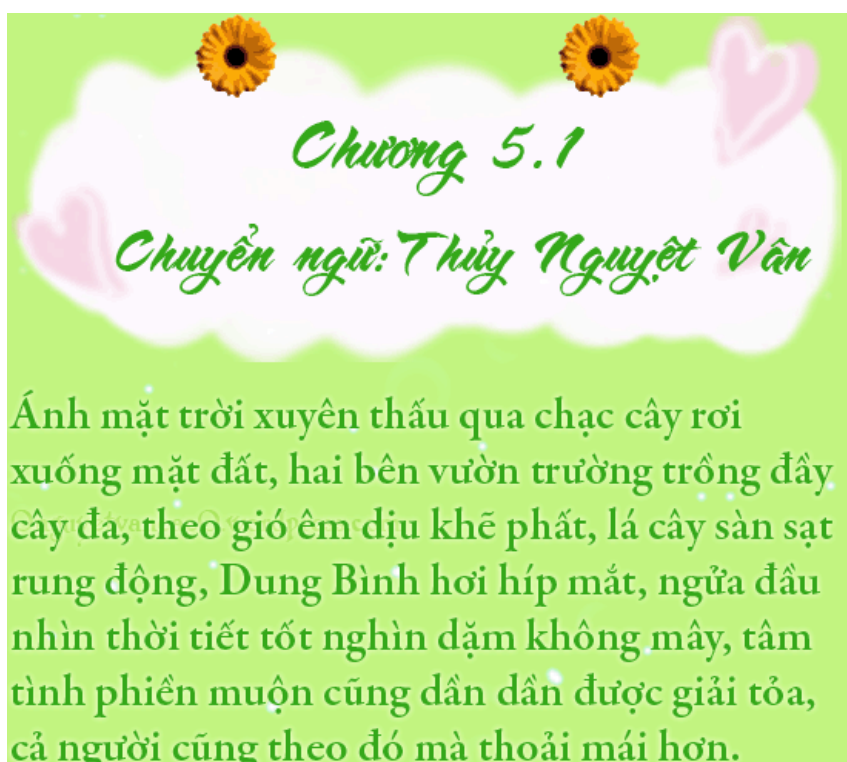 Chương 5.1
Chuyển ngữ: Thủy Nguyệt Vân
Ánh mặt trời xuyên thấu qua chạc cây rơi
xuống mặt đất, hai bên vườn trường trồng đầy
cây đa, theo gió êm dịu khẽ phất, lá cây sàn sạt
rung động, Dung Bình hơi híp mắt, ngửa đầu
nhìn thời tiết tốt nghìn dặm không mây, tâm
tình phiền muộn cũng dần dần được giải tỏa,
cả người cũng theo đó mà thoải mái hơn.